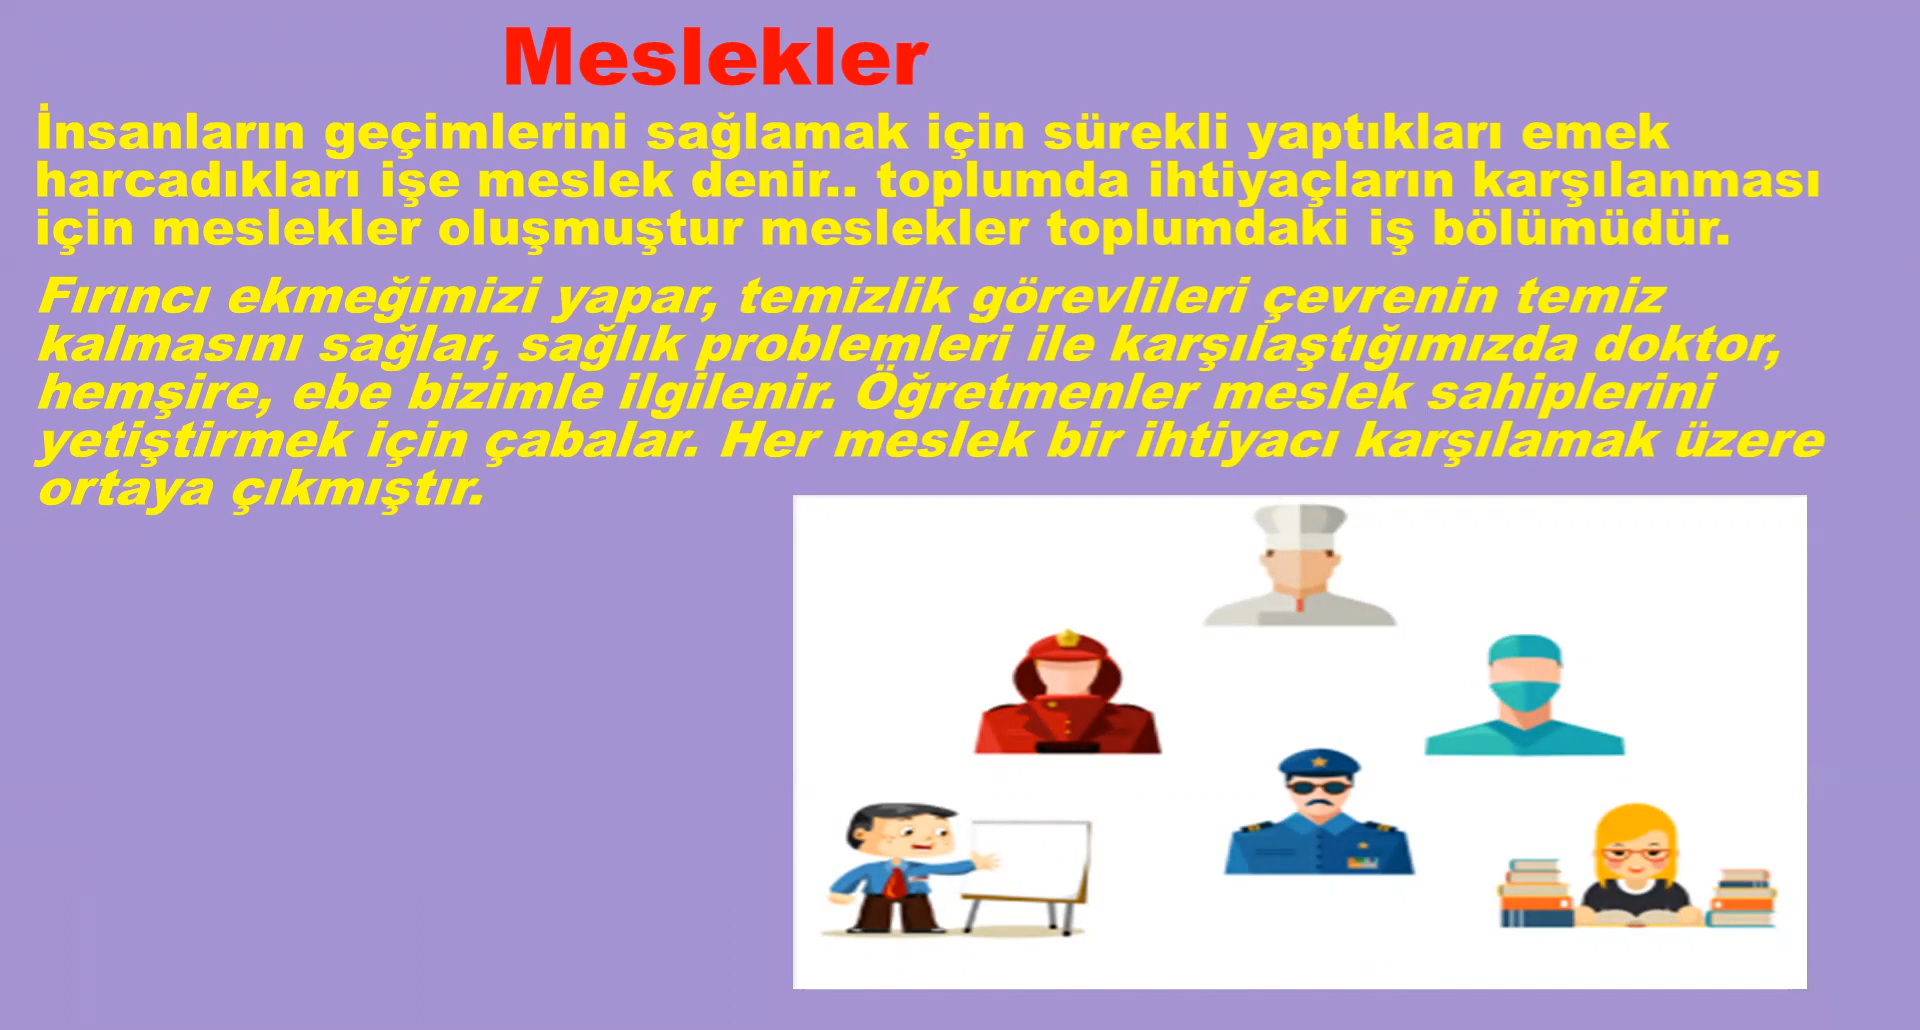 Meslekler
İnsanların geçimlerini sağlamak için sürekli yaptıkları emek
harcadıkları işe meslek denir.. toplumda ihtiyaçların karşılanması
için meslekler oluşmuştur meslekler toplumdaki iş bölümüdür.
Fırıncı ekmeğimizi yapar, temizlik görevlileri çevrenin temiz
kalmasını sağlar, sağlık problemleri ile karşılaştığımızda doktor,
hemşire, ebe bizimle ilgilenir. Öğretmenler meslek sahiplerini
yetiştirmek için çabalar. Her meslek bir ihtiyacı karşılamak üzere
ortaya çıkmıştır.